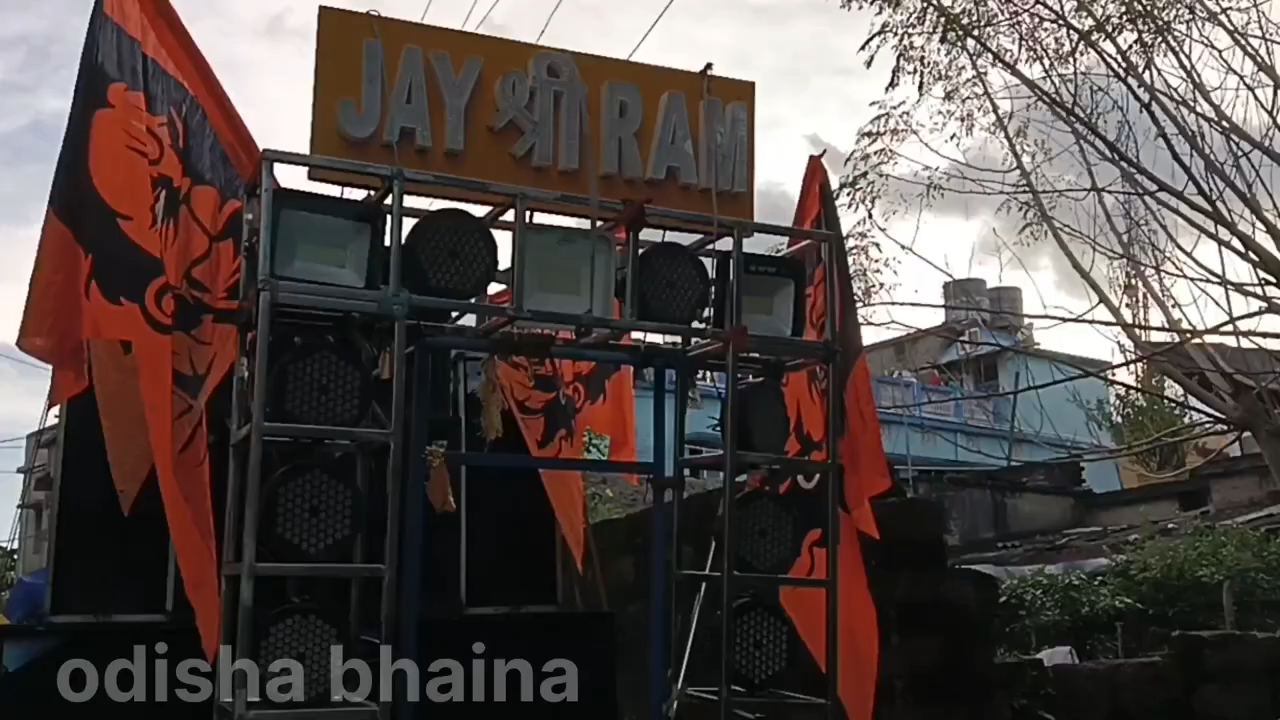 JAY श्री RAM
odisha bhaina